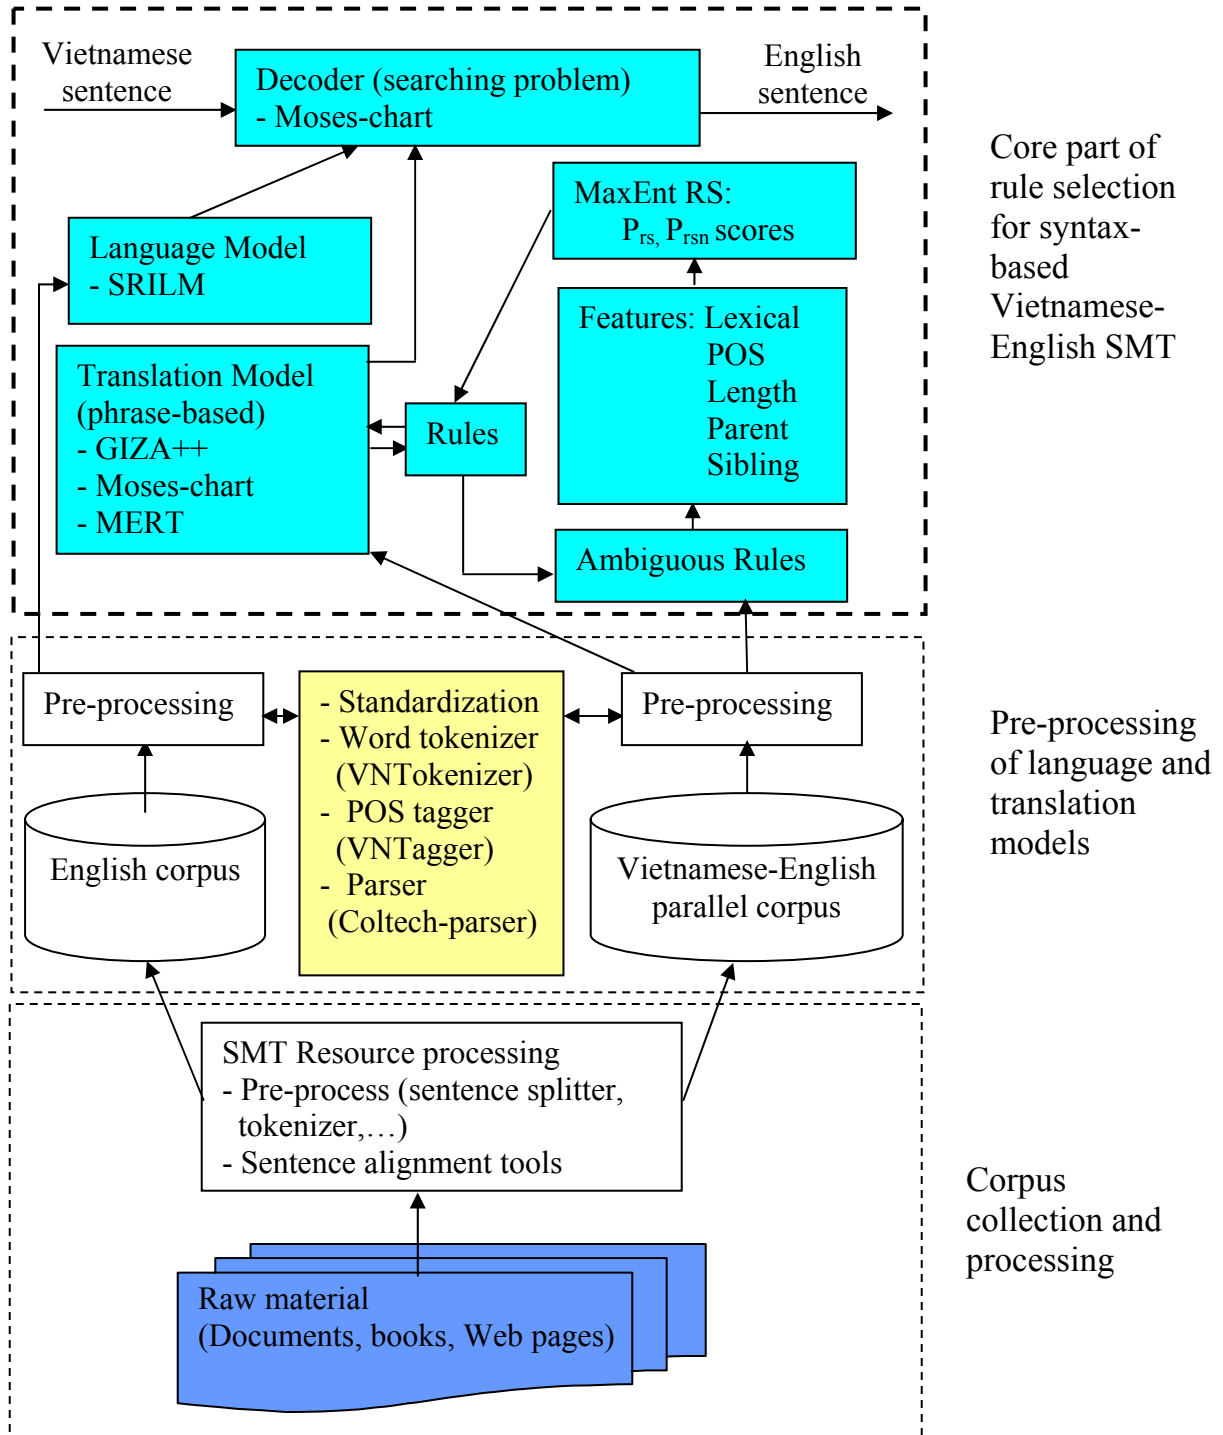 Vietnamese
sentence
Decoder (searching problem)
- Moses-chart
English
sentence
MaxEnt RS:
Prs, Prsn scores
Language Model
- SRILM
Features: Lexical
POS
Length
Parent
Sibling
Translation Model
(phrase-based)
- GIZA++
- Moses-chart
- MERT
Rules
Ambiguous Rules
Core part of
rule selection
for syntax-
based
Vietnamese-
English SMT
Pre-processing
- Standardization
- Word tokenizer
(VNTokenizer)
- POS tagger
(VNTagger)
- Parser
(Coltech-parser)
Pre-processing
English corpus
Vietnamese-English
parallel corpus
Pre-processing
of language and
translation
models
SMT Resource processing
- Pre-process (sentence splitter,
tokenizer,…)
- Sentence alignment tools
Raw material
(Documents, books, Web pages)
Corpus
collection and
processing